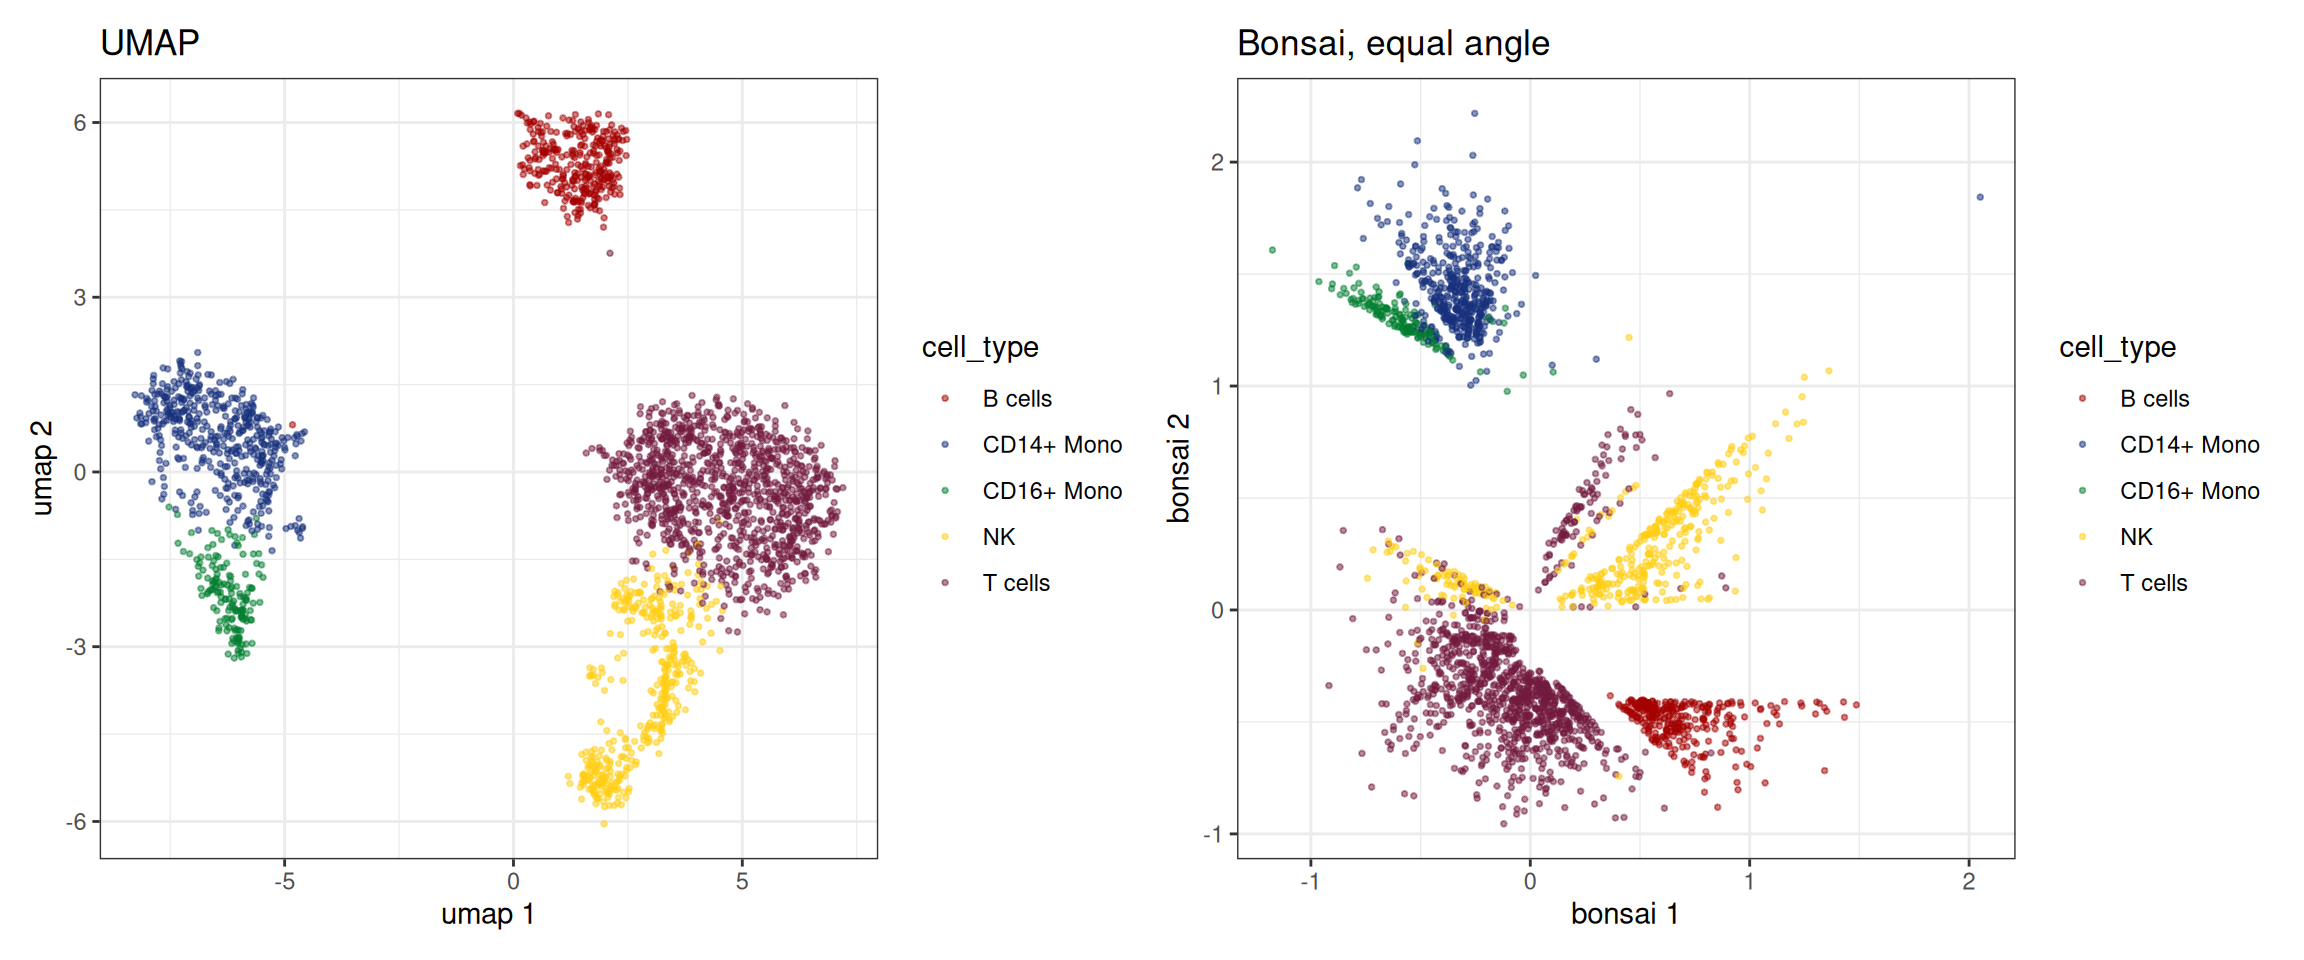 UMAP
6
3
0
-3
-6
-5
0
5
umap 1
umap 2
cell_type
B cells
CD14+ Mono
CD16+ Mono
NK
T cells
Bonsai, equal angle
2
1
0
-1
-1
0
1
2
bonsai 1
bonsai 2
cell_type
B cells
CD14+ Mono
CD16+ Mono
NK
T cells